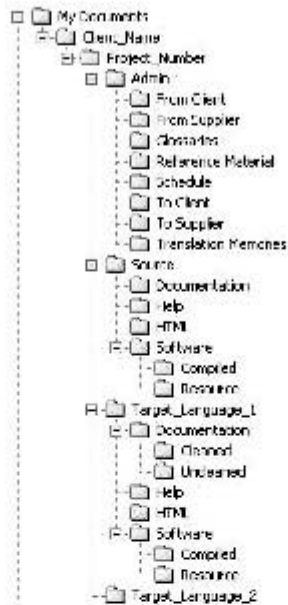 My Documents
Client_Name
Project_Number
Admin
From Client
From Supplier
Glossaries
Reference Material
Schedule
To Client
To Supplier
Translation Memories
Source
Documentation
Help
HTML
Software
Compiled
Resource
Target_Language_1
Documentation
Cleaned
Uncleaned
Help
HTML
Software
Compiled
Resource
Target_Language_2